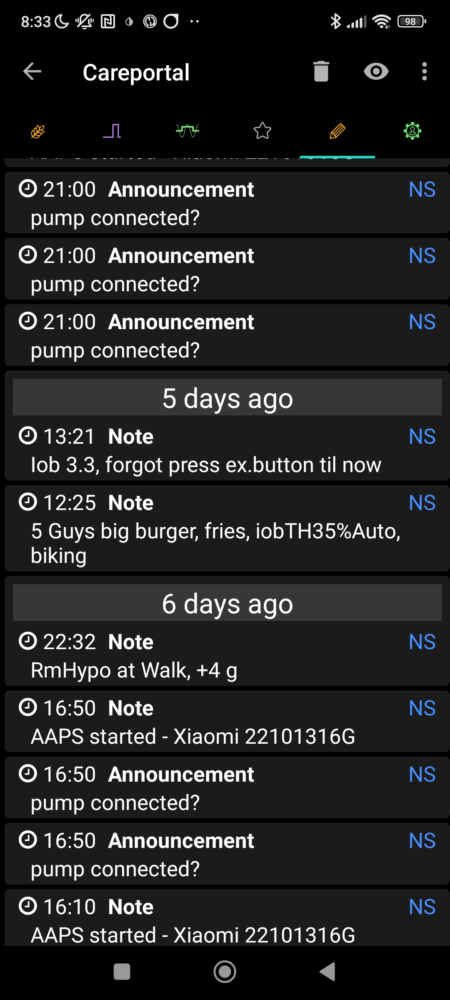 8:33
98
Careportal
AAPS started - Xiaomi 22101316G
21:00 Announcement NS
pump connected?
21:00 Announcement NS
pump connected?
21:00 Announcement NS
pump connected?
5 days ago
13:21 Note NS
Iob 3.3, forgot press ex.button til now
12:25 Note NS
5 Guys big burger, fries, iobTH35%Auto,
biking
6 days ago
22:32 Note NS
RmHypo at Walk, +4 g
16:50 Note NS
AAPS started - Xiaomi 22101316G
16:50 Announcement NS
pump connected?
16:50 Announcement NS
pump connected?
16:10 Note NS
AAPS started - Xiaomi 22101316G